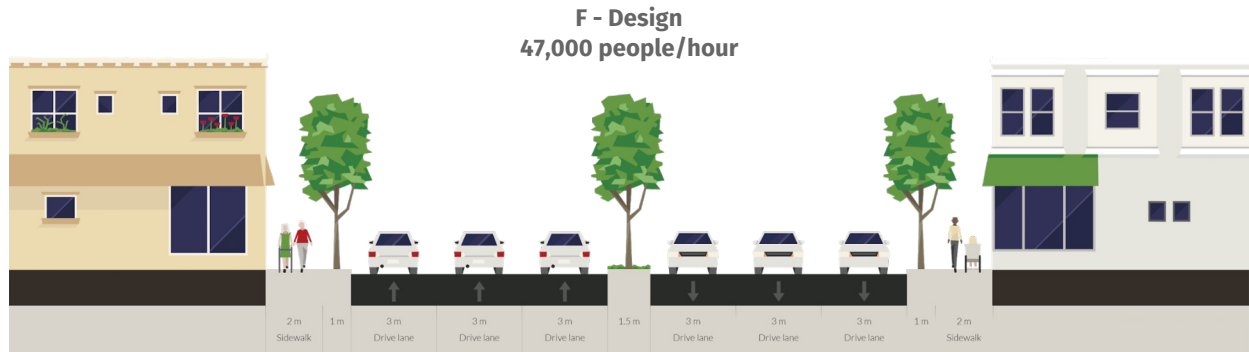 F - Design
47,000 people/hour
2 m 1 m 3 m 3 m 3 m 1.5 m 3 m 3 m 3 m 1 m 2 m
Sidewalk Drive lane Drive lane Drive lane Drive lane Drive lane Drive lane Sidewalk